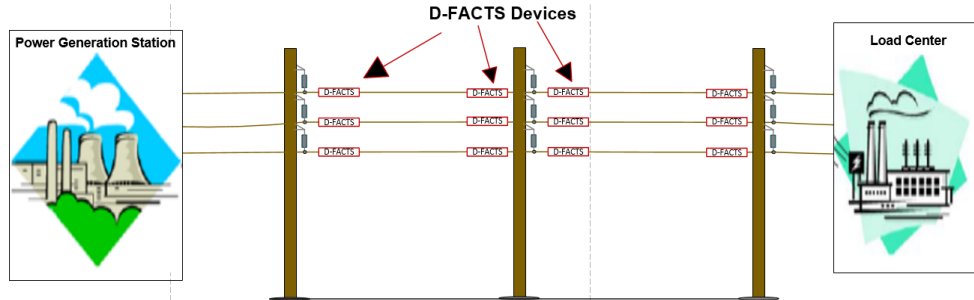 D-FACTS Devices
Power Generation Station
Load Center
D-FACTS D-FACTS D-FACTS D-FACTS
D-FACTS D-FACTS D-FACTS D-FACTS
D-FACTS D-FACTS D-FACTS D-FACTS